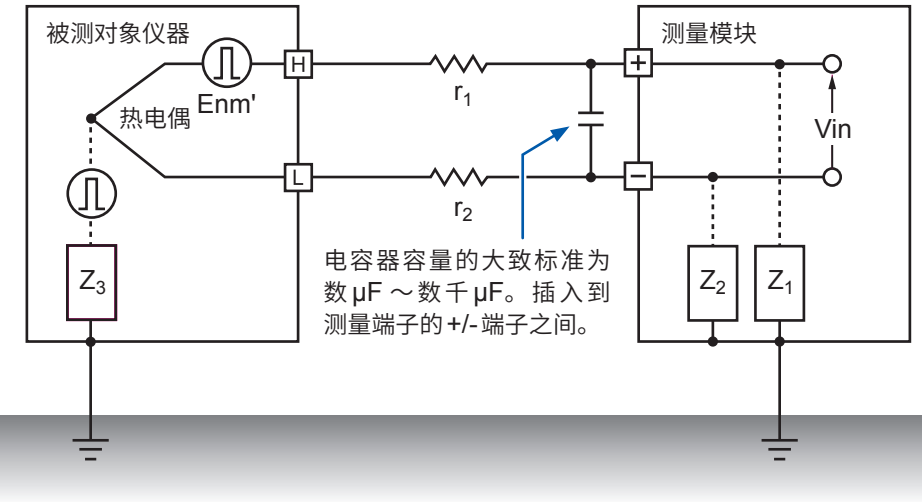 被测对象仪器
Enm'
热电偶
H
L
Z3
r1
r2
电容器容量的大致标准为
数 µF ～数千 µF。插入到
测量端子的 +/- 端子之间。
测量模块
+
−
Vin
Z2
Z1